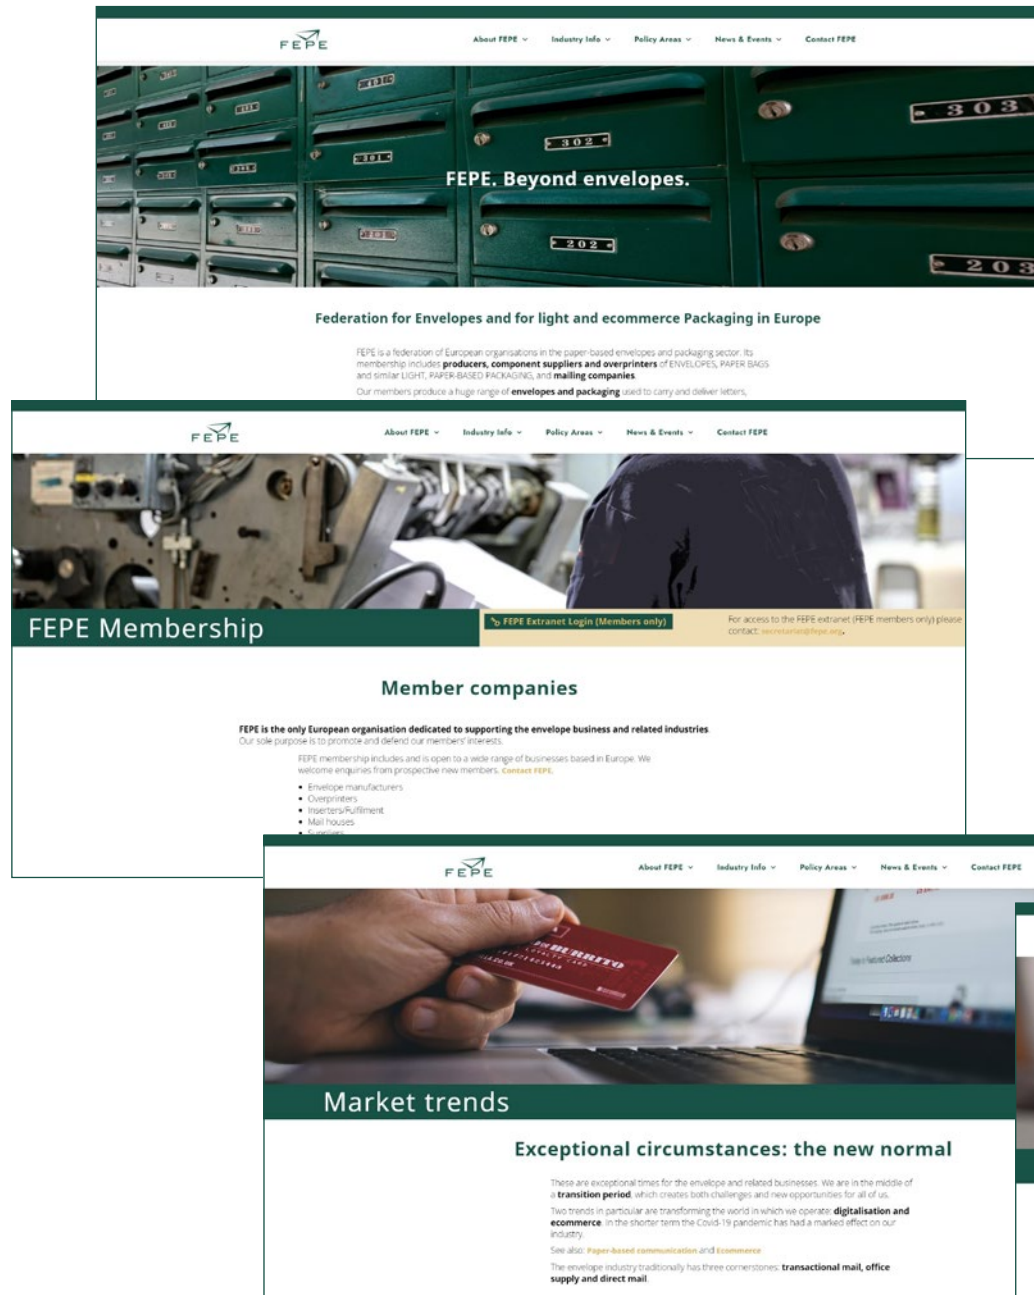 FEPE
About FEPE
Industry Info
Policy Areas
News & Events
Contact FEPE
303
302
301
FEPE. Beyond envelopes.
202
203
Federation for Envelopes and for light and ecommerce Packaging in Europe
FEPE is a federation of European organisations in the paper-based envelopes and packaging sector. Its
membership includes producers, component suppliers and overprinters of ENVELOPES, PAPER BAGS
and similar LIGHT, PAPER-BASED PACKAGING, and mailing companies.
Our members produce a huge range of envelopes and packaging used to carry and deliver letters,
FEPE
About FEPE
Industry Info
Policy Areas
News & Events
Contact FEPE
FEPE Membership
FEPE Extranet Login (Members only)
For access to the FEPE extranet (FEPE members only) please
contact: secretariat@fepe.org.
Member companies
FEPE is the only European organisation dedicated to supporting the envelope business and related industries.
Our sole purpose is to promote and defend our members' interests.
FEPE membership includes and is open to a wide range of businesses based in Europe. We
welcome enquiries from prospective new members. Contact FEPE.
• Envelope manufacturers
• Overprinters
• Inserters/Fulfilment
• Mail houses
• Suppliers
FEPE
About FEPE
Industry Info
Policy Areas
News & Events
Contact FEPE
BURRITO
LOYALTY CARD
Market trends
Exceptional circumstances: the new normal
These are exceptional times for the envelope and related businesses. We are in the middle of
a transition period, which creates both challenges and new opportunities for all of us.
Two trends in particular are transforming the world in which we operate: digitalisation and
ecommerce. In the shorter term the Covid-19 pandemic has had a marked effect on our
industry.
See also: Paper-based communication and Ecommerce
The envelope industry traditionally has three cornerstones: transactional mail, office
supply and direct mail.